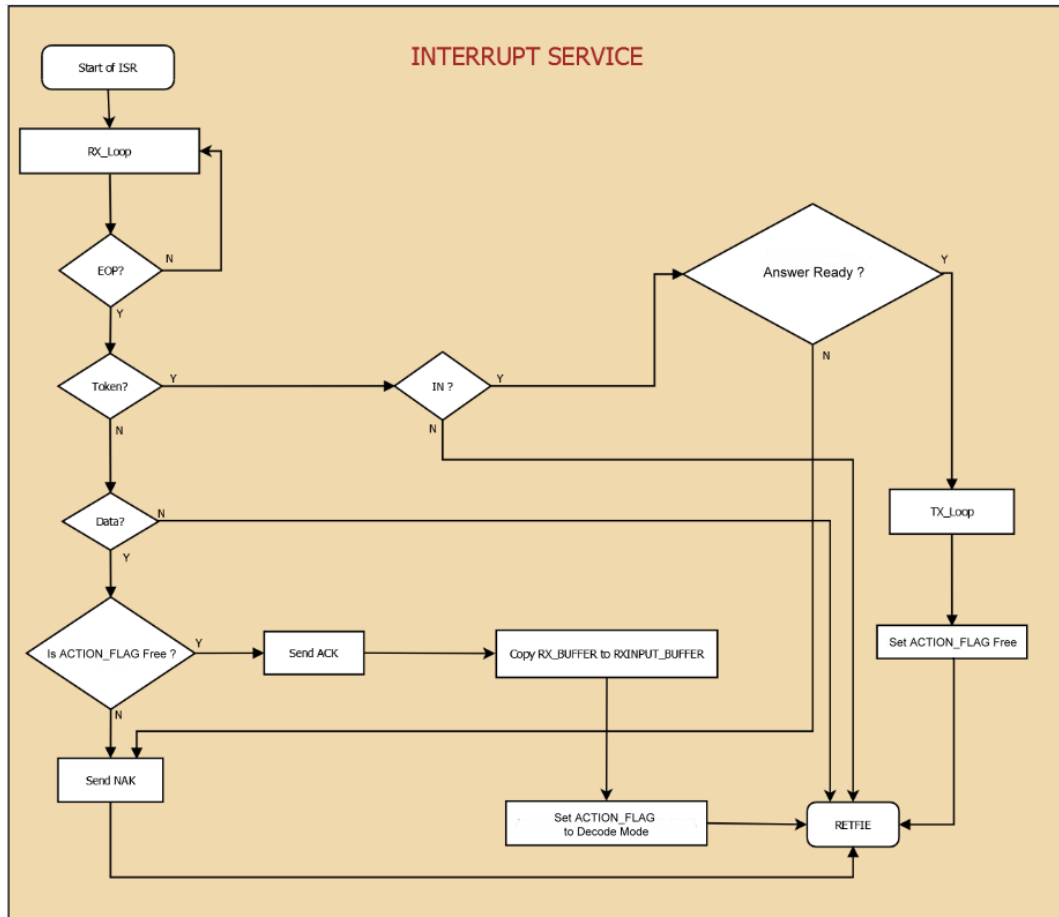 INTERRUPT SERVICE
Start of ISR
RX_Loop
EOP?
N
Y
Answer Ready ?
Y
N
Token?
Y
N
IN ?
Y
N
Data?
N
Y
TX_Loop
Is ACTION_FLAG Free ?
Y
N
Send ACK
Copy RX_BUFFER to RXINPUT_BUFFER
Set ACTION_FLAG Free
Send NAK
Set ACTION_FLAG
to Decode Mode
RETFIE